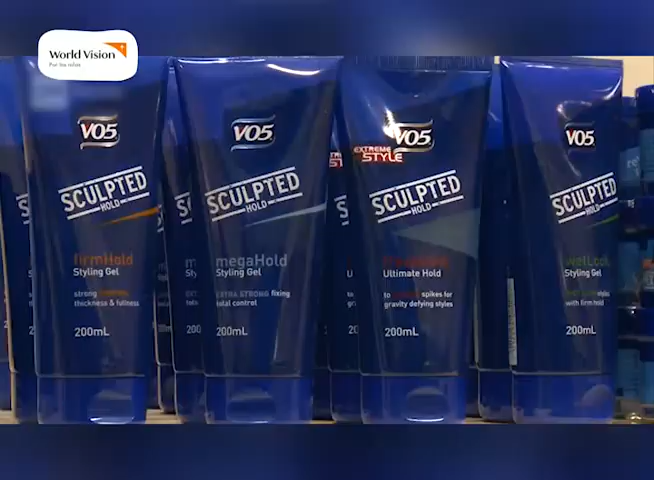 World Vision
VO5
SCULPTED
HOLD
firmHold
Styling Gel
strong
thickness & fullness
200mL
VO5
SCULPTED
HOLD
megaHold
Styling Gel
EXTRA STRONG fixing
total control
200mL
EXTREME
STYLE
VO5
SCULPTED
HOLD
Ultimate Hold
to spikes for
gravity defying styles
200mL
VO5
SCULPTED
HOLD
wetLook
Styling Gel
styles
with firm hold
200mL